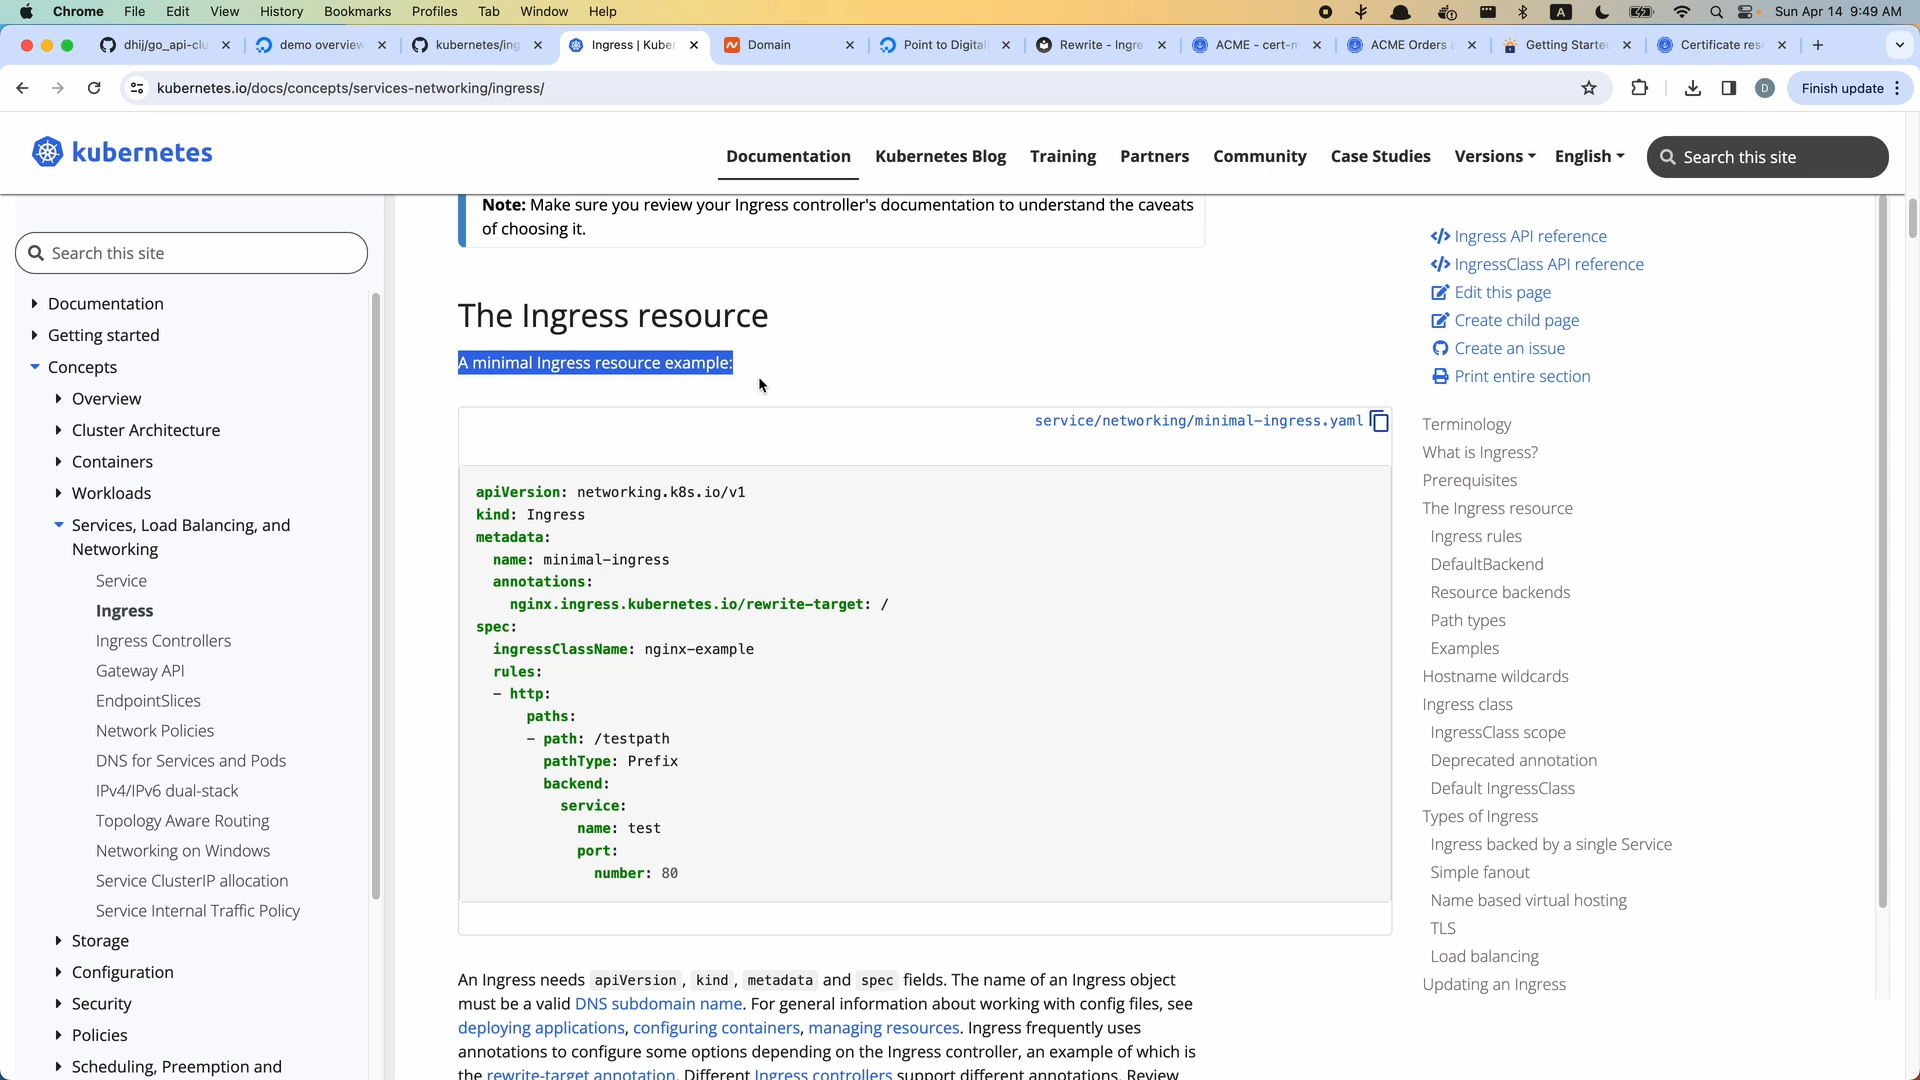 Chrome File Edit View History Bookmarks Profiles Tab Window Help A Sun Apr 14 9:49 AM
dhij/go_api-clu demo overview kubernetes/ing Ingress | Kuber Domain Point to Digital Rewrite - Ingre ACME - cert-m ACME Orders a Getting Starte Certificate res
kubernetes.io/docs/concepts/services-networking/ingress/ D Finish update
kubernetes Documentation Kubernetes Blog Training Partners Community Case Studies Versions English Search this site
Search this site
Documentation
Getting started
Concepts
Overview
Cluster Architecture
Containers
Workloads
Services, Load Balancing, and
Networking
Service
Ingress
Ingress Controllers
Gateway API
EndpointSlices
Network Policies
DNS for Services and Pods
IPv4/IPv6 dual-stack
Topology Aware Routing
Networking on Windows
Service ClusterIP allocation
Service Internal Traffic Policy
Storage
Configuration
Security
Policies
Scheduling, Preemption and
Note: Make sure you review your Ingress controller's documentation to understand the caveats
of choosing it.
The Ingress resource
A minimal Ingress resource example:
service/networking/minimal-ingress.yaml
apiVersion: networking.k8s.io/v1
kind: Ingress
metadata:
  name: minimal-ingress
  annotations:
    nginx.ingress.kubernetes.io/rewrite-target: /
spec:
  ingressClassName: nginx-example
  rules:
  - http:
      paths:
      - path: /testpath
        pathType: Prefix
        backend:
          service:
            name: test
            port:
              number: 80
An Ingress needs apiVersion, kind, metadata and spec fields. The name of an Ingress object
must be a valid DNS subdomain name. For general information about working with config files, see
deploying applications, configuring containers, managing resources. Ingress frequently uses
annotations to configure some options depending on the Ingress controller, an example of which is
the rewrite-target annotation. Different Ingress controllers support different annotations. Review
Ingress API reference
IngressClass API reference
Edit this page
Create child page
Create an issue
Print entire section
Terminology
What is Ingress?
Prerequisites
The Ingress resource
Ingress rules
DefaultBackend
Resource backends
Path types
Examples
Hostname wildcards
Ingress class
IngressClass scope
Deprecated annotation
Default IngressClass
Types of Ingress
Ingress backed by a single Service
Simple fanout
Name based virtual hosting
TLS
Load balancing
Updating an Ingress